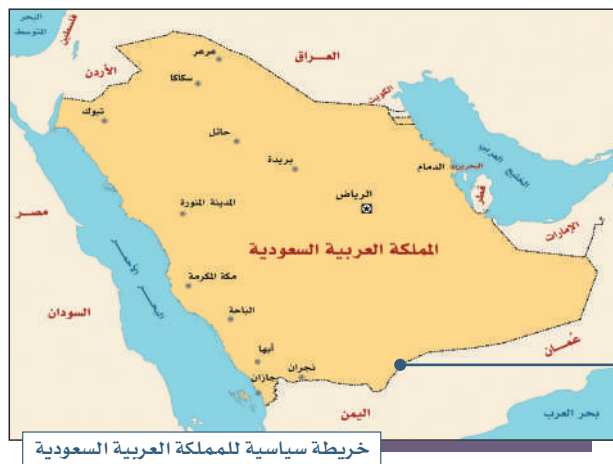 البحر
المتوسط
فلسطين
العراق
الأردن
عرعر
سكاكا
الكويت
تبوك
حائل
بريدة
الدمام
البحرين
الخليج العربي
قطر
الرياض
المدينة المنورة
مصر
الإمارات
المملكة العربية السعودية
البحر الأحمر
مكة المكرمة
السودان
الباحة
عُمان
أبها
نجران
جازان
اليمن
بحر العرب
خريطة سياسية للمملكة العربية السعودية